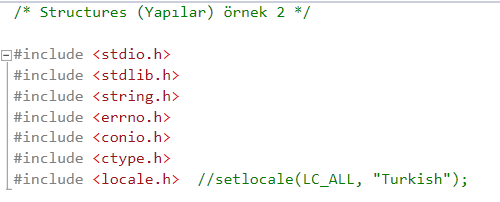 /* Structures (Yapılar) örnek 2 */
#include <stdio.h>
#include <stdlib.h>
#include <string.h>
#include <errno.h>
#include <conio.h>
#include <ctype.h>
#include <locale.h>  //setlocale(LC_ALL, "Turkish");